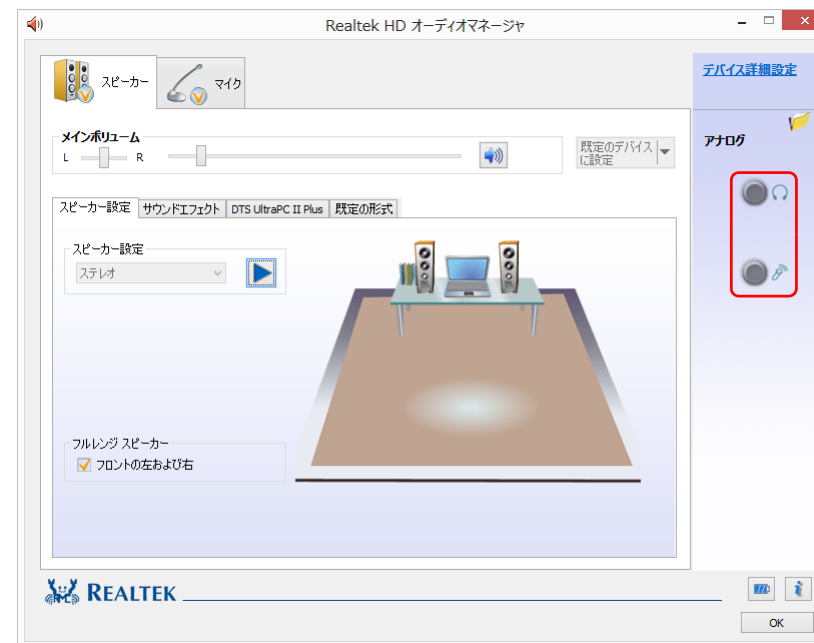 Realtek HD オーディオマネージャ
スピーカー
マイク
デバイス詳細設定
メインボリューム
L
R
既定のデバイス
に設定
アナログ
スピーカー設定
サウンドエフェクト
DTS UltraPC II Plus
既定の形式
スピーカー設定
ステレオ
フルレンジ スピーカー
フロントの左および右
REALTEK
OK